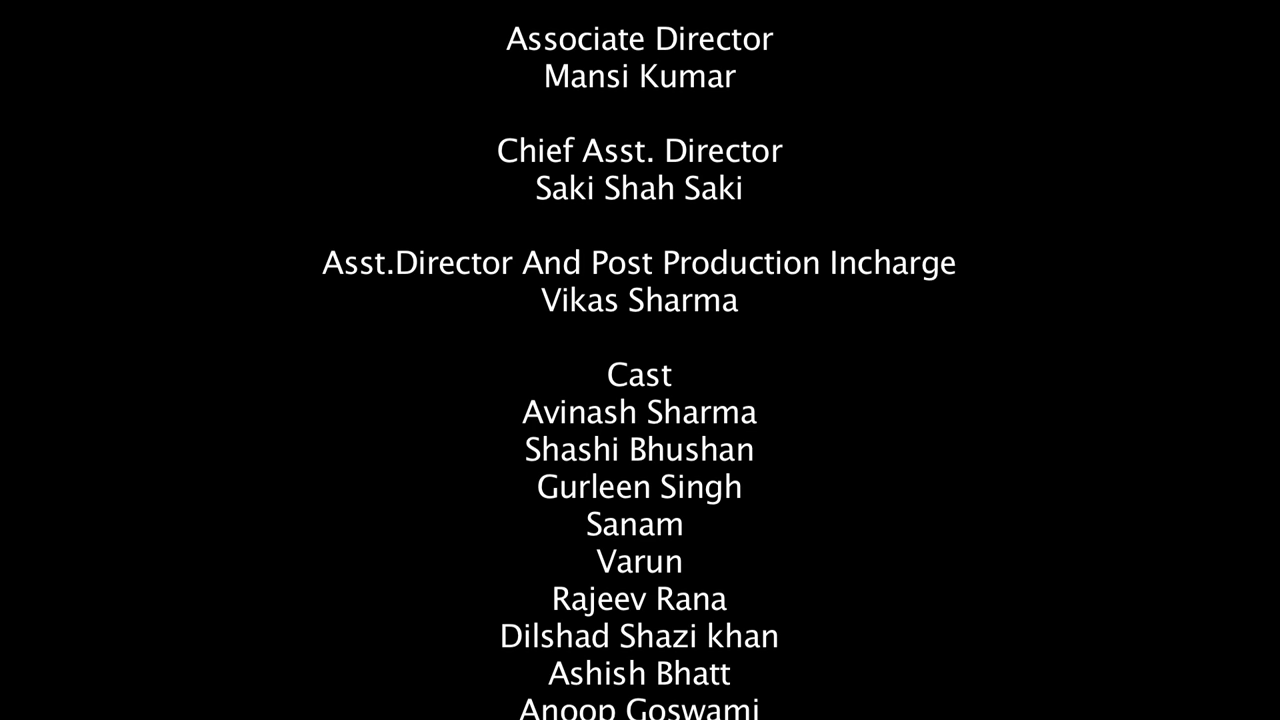 Associate Director
Mansi Kumar
Chief Asst. Director
Saki Shah Saki
Asst.Director And Post Production Incharge
Vikas Sharma
Cast
Avinash Sharma
Shashi Bhushan
Gurleen Singh
Sanam
Varun
Rajeev Rana
Dilshad Shazi khan
Ashish Bhatt
Anoop Goswami